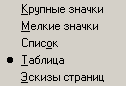 Крупные значки
Мелкие значки
Список
Таблица
Эскизы страниц